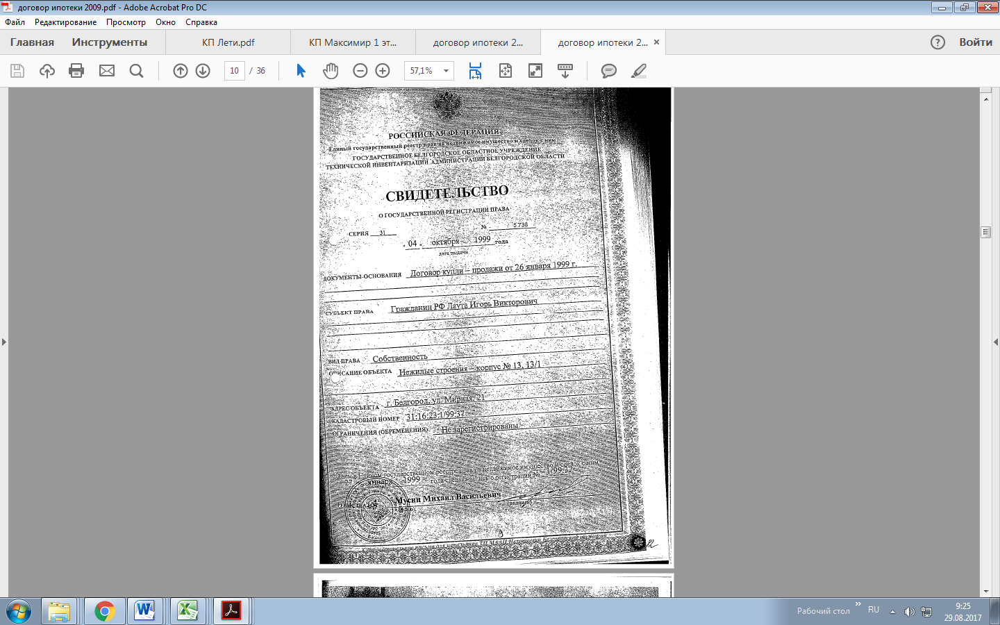 договор ипотеки 2009.pdf - Adobe Acrobat Pro DC
Файл Редактирование Просмотр Окно Справка
Главная Инструменты КП Лети.pdf КП Максимир 1 эт... договор ипотеки 2... договор ипотеки 2... Войти
10 / 36 57,1%
РОССИЙСКАЯ ФЕДЕРАЦИЯ
Единый государственный реестр прав на недвижимое имущество и сделок с ним
ГОСУДАРСТВЕННОЕ БЕЛГОРОДСКОЕ ОБЛАСТНОЕ УЧРЕЖДЕНИЕ
ТЕХНИЧЕСКОЙ ИНВЕНТАРИЗАЦИИ АДМИНИСТРАЦИИ БЕЛГОРОДСКОЙ ОБЛАСТИ
СВИДЕТЕЛЬСТВО
О ГОСУДАРСТВЕННОЙ РЕГИСТРАЦИИ ПРАВА
СЕРИЯ 31 № 5738
04 октября 1999 года
дата выдачи
ДОКУМЕНТЫ-ОСНОВАНИЯ Договор купли – продажи от 26 января 1999 г.
СУБЪЕКТ ПРАВА Гражданин РФ Лаута Игорь Викторович
ВИД ПРАВА Собственность
ОПИСАНИЕ ОБЪЕКТА Нежилые строения – корпус № 13, 13/1
АДРЕС ОБЪЕКТА г. Белгород, ул. Мирная, 21
КАДАСТРОВЫЙ НОМЕР 31:16:23:1/99:37
ОГРАНИЧЕНИЯ (ОБРЕМЕНЕНИЯ) Не зарегистрированы
чем в Едином государственном реестре прав на недвижимое имущество и сделок с ним
27 января 1999 года сделана запись о регистрации № 1/99:37
РЕГИСТРАТОР Мусин Михаил Васильевич
(Ф.И.О) (подпись)
Рабочий стол RU 9:25
29.08.2017